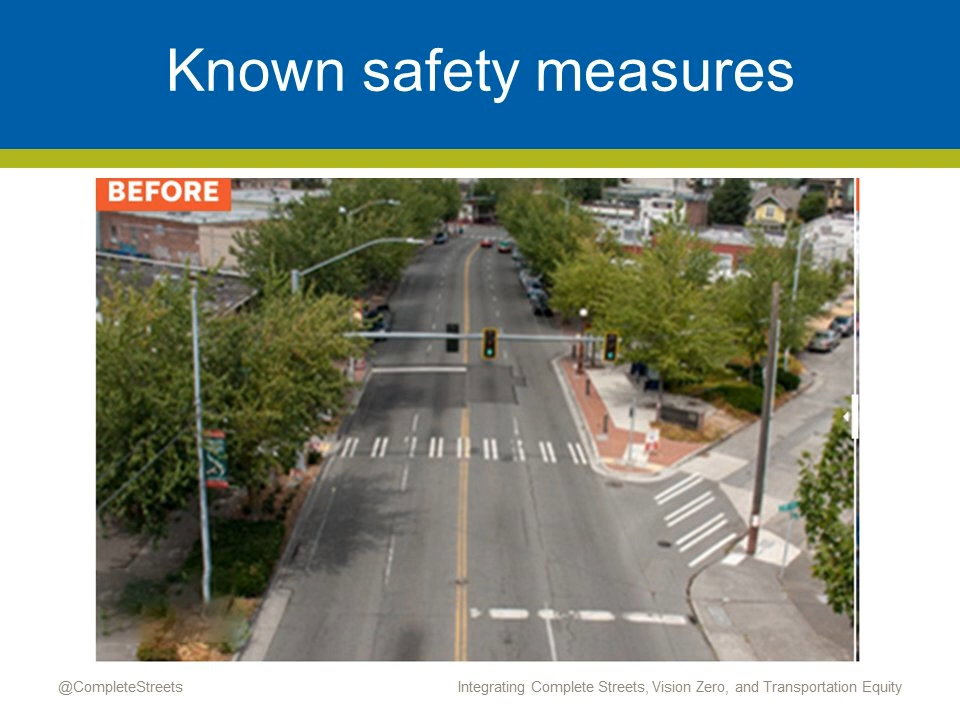 Known safety measures
BEFORE
@CompleteStreets
Integrating Complete Streets, Vision Zero, and Transportation Equity